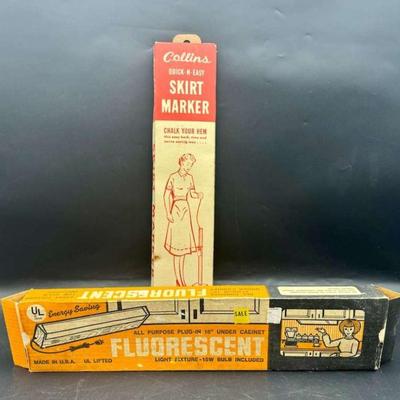 Collins
QUICK-N-EASY
SKIRT
MARKER
CHALK YOUR HEM
FLUORESCENT
UL
Energy Saving
SALE
ALL PURPOSE PLUG-IN 18" UNDER CABINET
FLUORESCENT
MADE IN U.S.A. UL LISTED
LIGHT FIXTURE-15W BULB INCLUDED